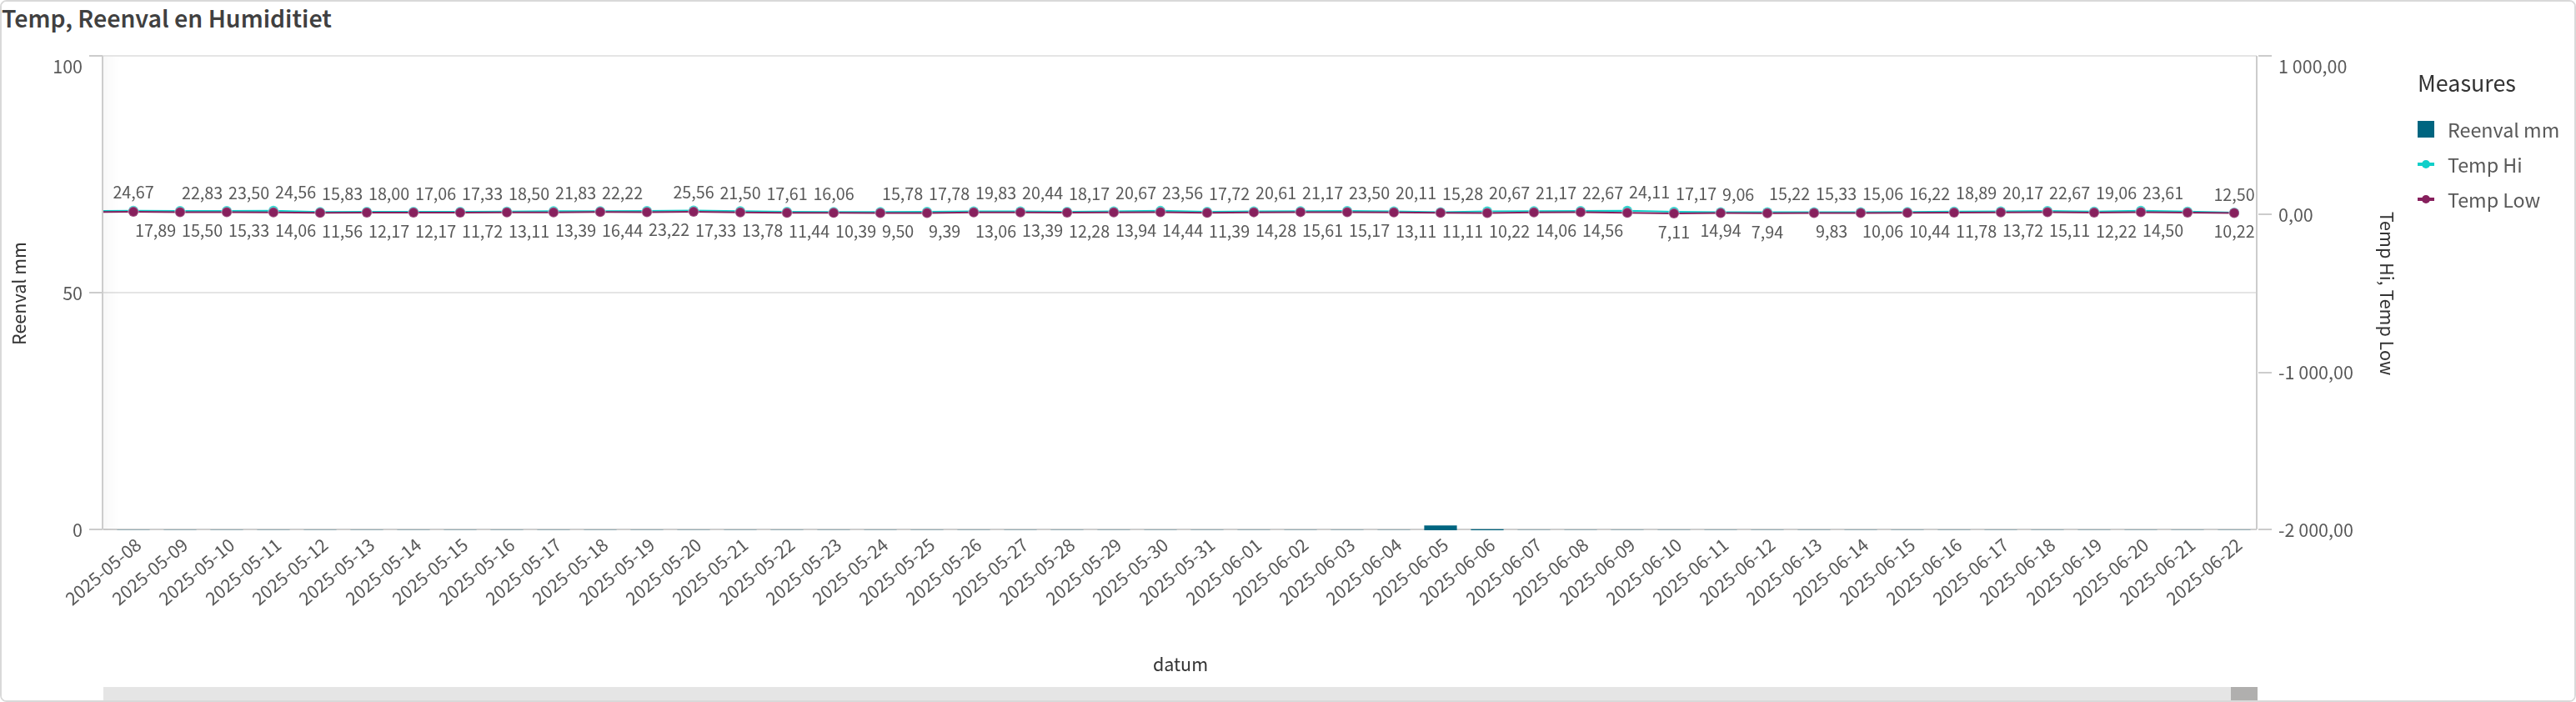 Temp, Reenval en Humiditiet
100
50
0
Reenval mm
24,67 22,83 23,50 24,56 15,83 18,00 17,06 17,33 18,50 21,83 22,22 25,56 21,50 17,61 16,06 15,78 17,78 19,83 20,44 18,17 20,67 23,56 17,72 20,61 21,17 23,50 20,11 15,28 20,67 21,17 22,67 24,11 17,17 9,06 15,22 15,33 15,06 16,22 18,89 20,17 22,67 19,06 23,61 12,50
17,89 15,50 15,33 14,06 11,56 12,17 12,17 11,72 13,11 13,39 16,44 23,22 17,33 13,78 11,44 10,39 9,50 9,39 13,06 13,39 12,28 13,94 14,44 11,39 14,28 15,61 15,17 13,11 11,11 10,22 14,06 14,56 7,11 14,94 7,94 9,83 10,06 10,44 11,78 13,72 15,11 12,22 14,50 10,22
1 000,00
0,00
-1 000,00
-2 000,00
Temp Hi, Temp Low
2025-05-08 2025-05-09 2025-05-10 2025-05-11 2025-05-12 2025-05-13 2025-05-14 2025-05-15 2025-05-16 2025-05-17 2025-05-18 2025-05-19 2025-05-20 2025-05-21 2025-05-22 2025-05-23 2025-05-24 2025-05-25 2025-05-26 2025-05-27 2025-05-28 2025-05-29 2025-05-30 2025-05-31 2025-06-01 2025-06-02 2025-06-03 2025-06-04 2025-06-05 2025-06-06 2025-06-07 2025-06-08 2025-06-09 2025-06-10 2025-06-11 2025-06-12 2025-06-13 2025-06-14 2025-06-15 2025-06-16 2025-06-17 2025-06-18 2025-06-19 2025-06-20 2025-06-21 2025-06-22
datum
Measures
Reenval mm
Temp Hi
Temp Low